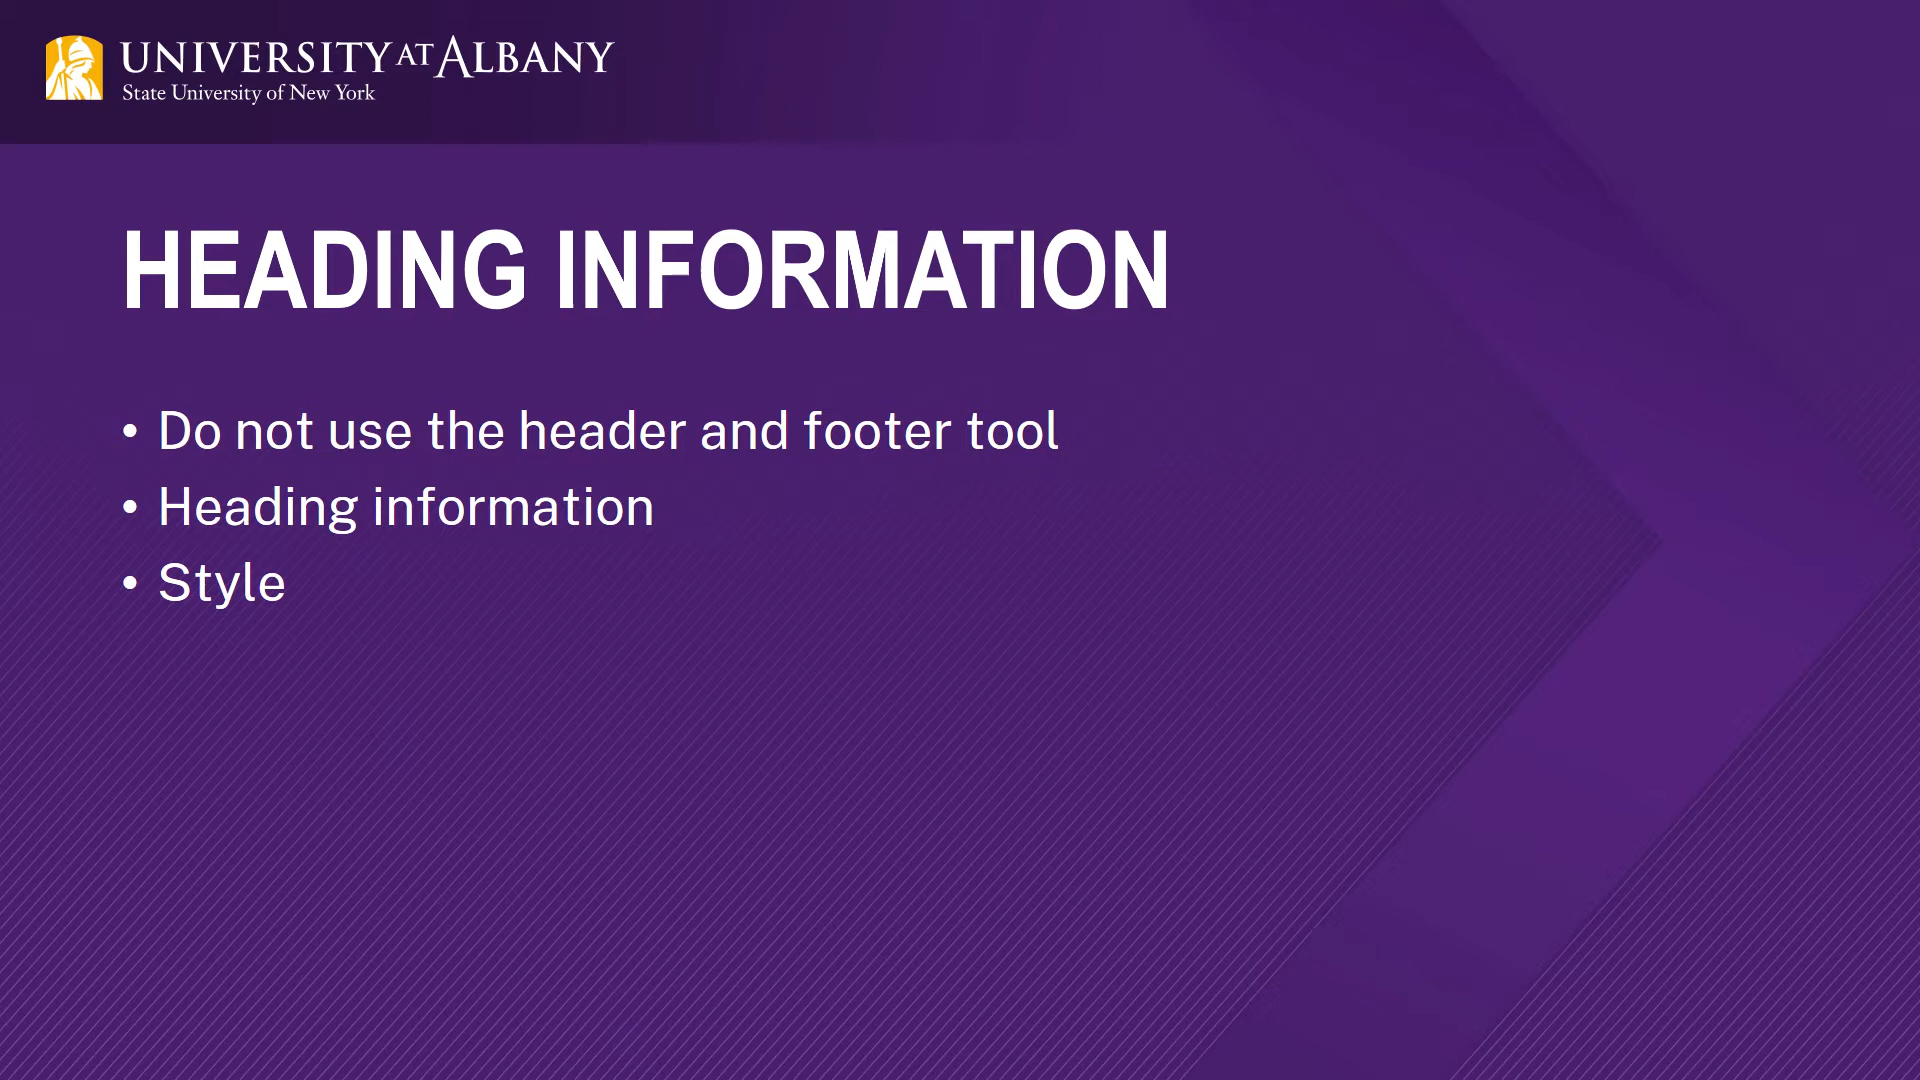 UNIVERSITY AT ALBANY
State University of New York
HEADING INFORMATION
• Do not use the header and footer tool
• Heading information
• Style